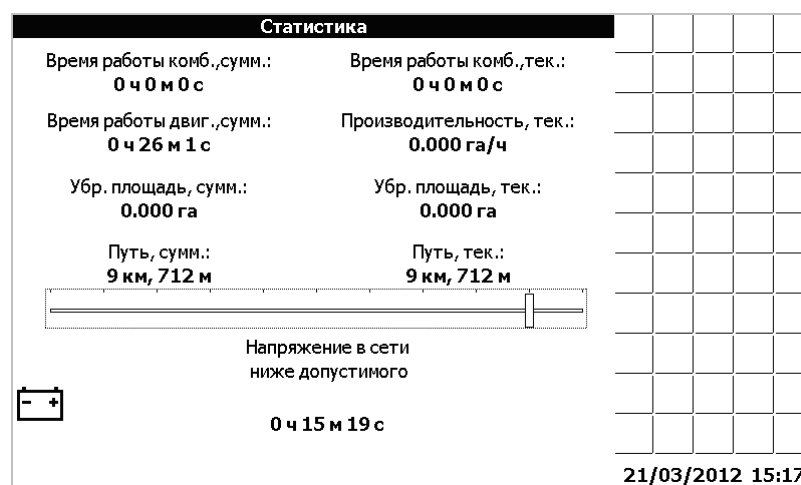 Статистика
Время работы комб.,сумм.:
0 ч 0 м 0 с
Время работы комб.,тек.:
0 ч 0 м 0 с
Время работы двиг.,сумм.:
0 ч 26 м 1 с
Производительность, тек.:
0.000 га/ч
Убр. площадь, сумм.:
0.000 га
Убр. площадь, тек.:
0.000 га
Путь, сумм.:
9 км, 712 м
Путь, тек.:
9 км, 712 м
Напряжение в сети
ниже допустимого
0 ч 15 м 19 с
21/03/2012 15:17